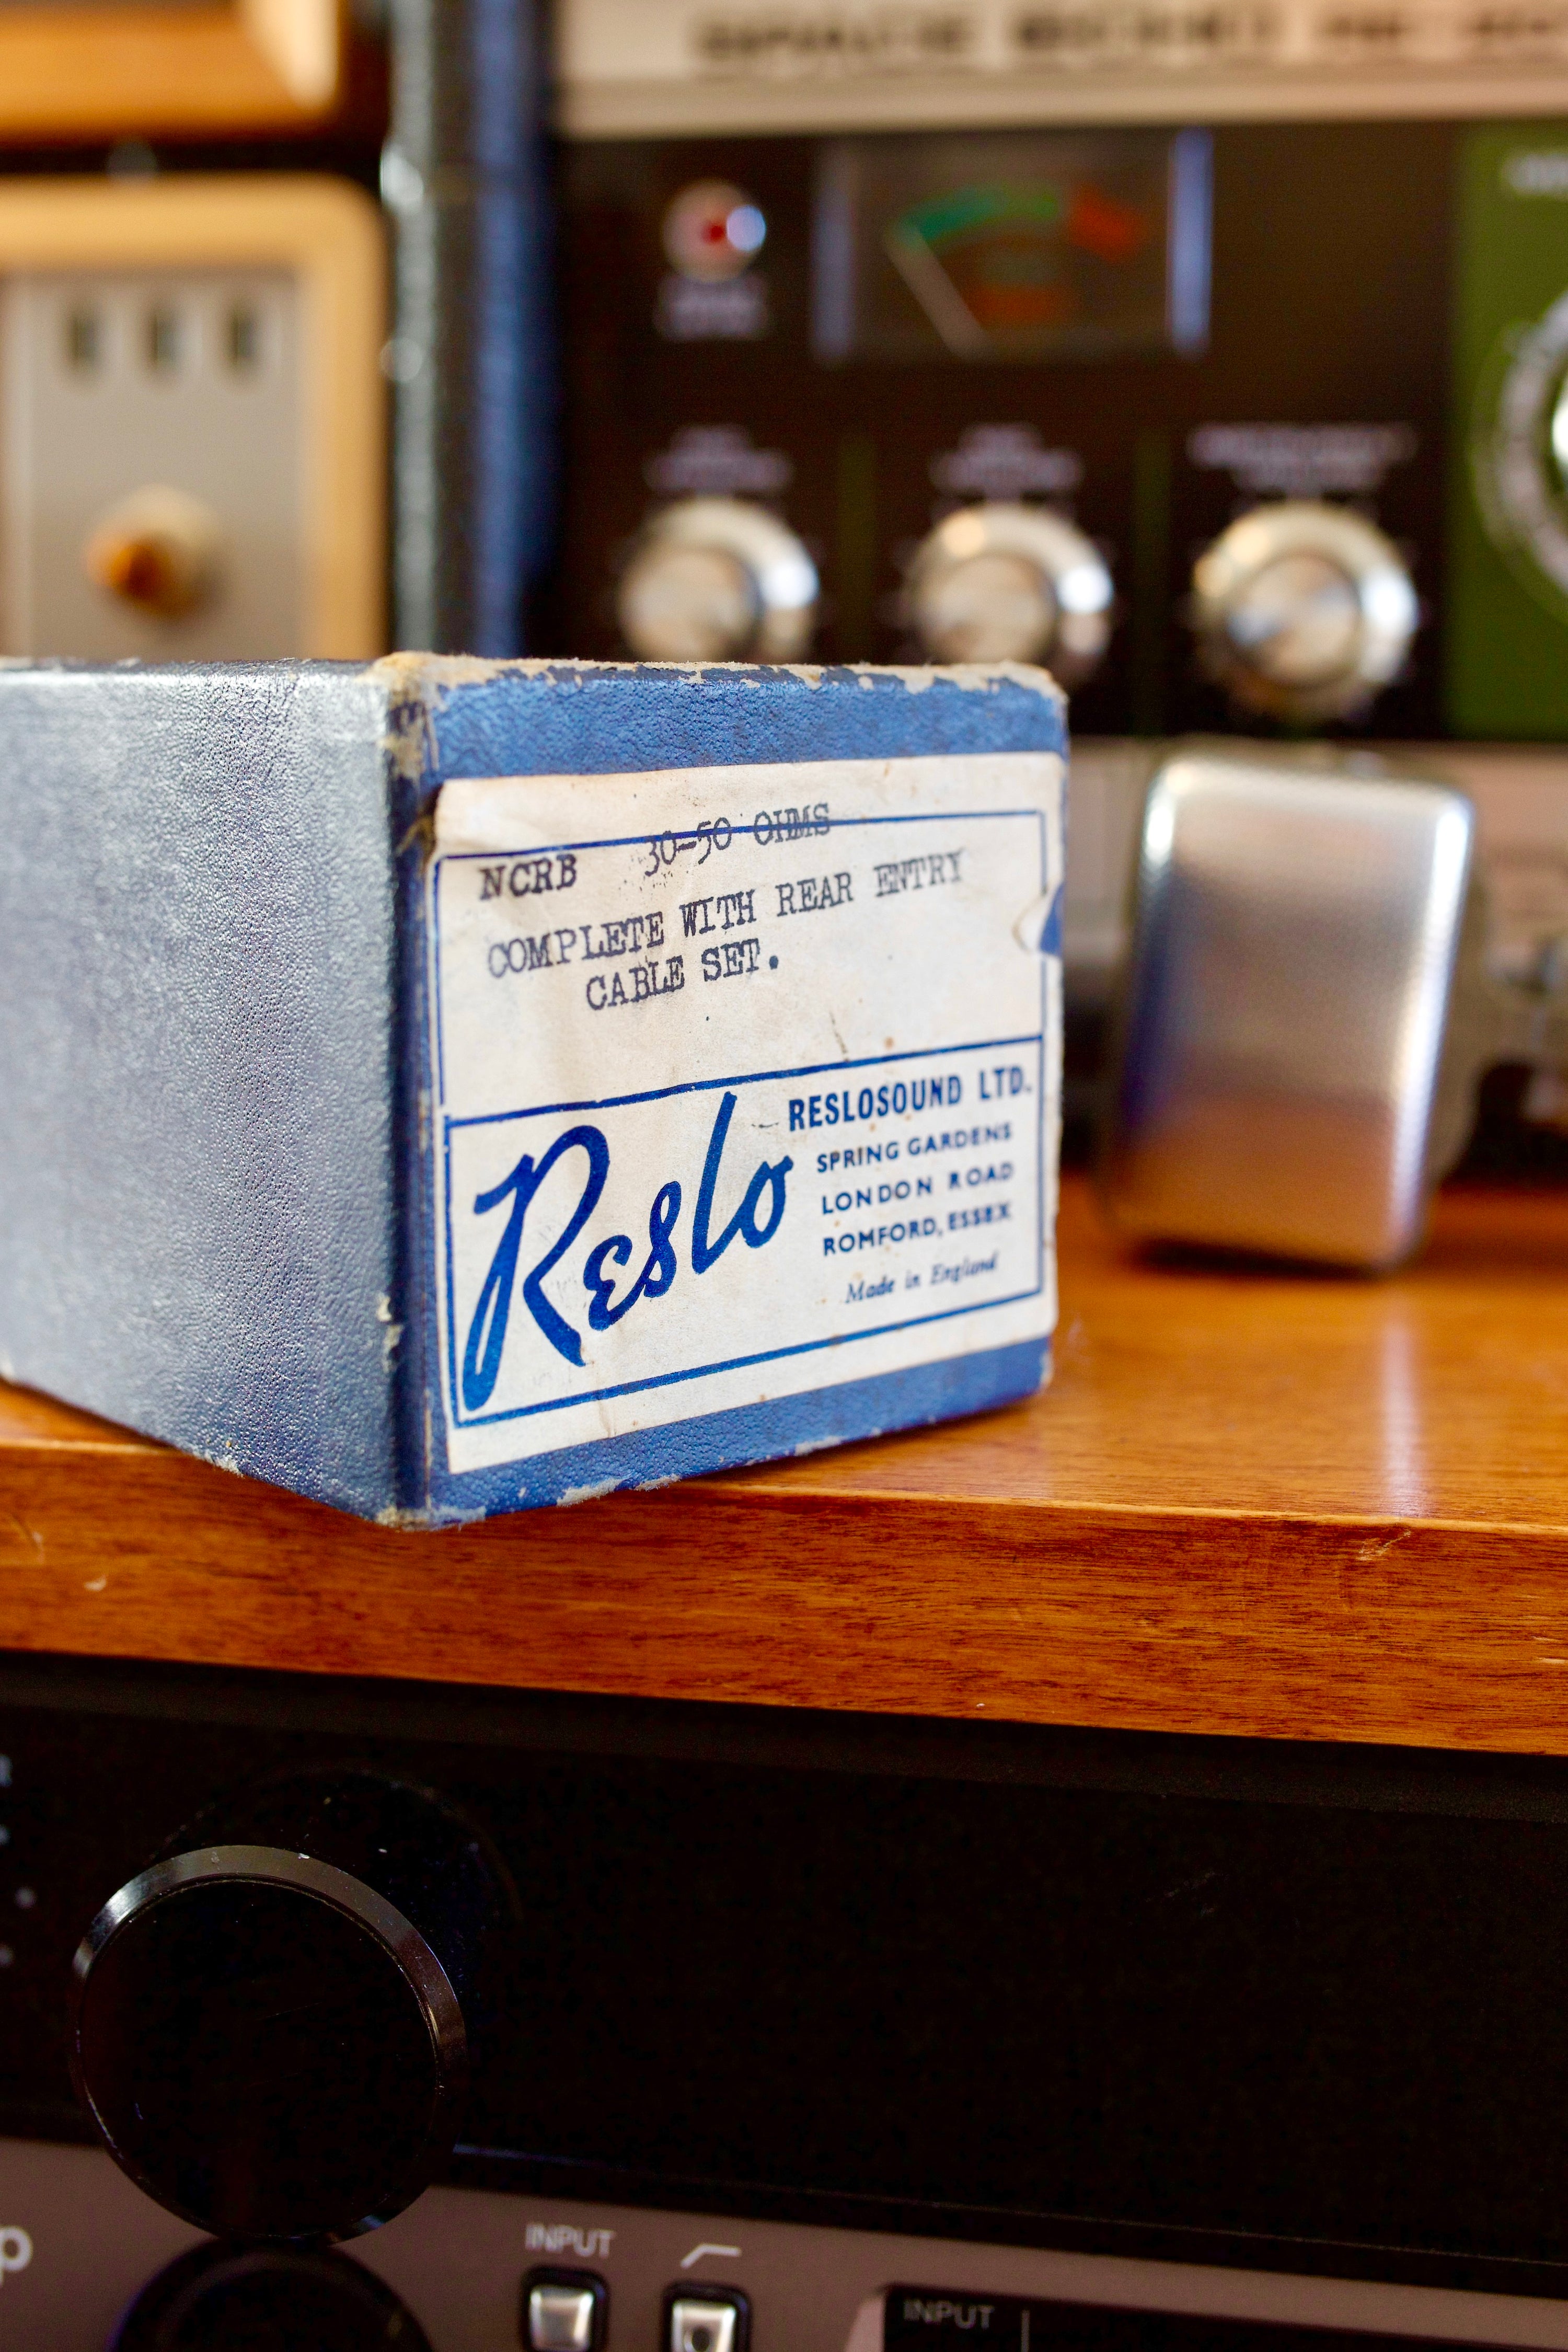 NCRB 30-50 OHMS
COMPLETE WITH REAR ENTRY
CABLE SET.
Reslo
RESLOSOUND LTD.
SPRING GARDENS
LONDON ROAD
ROMFORD, ESSEX
Made in England
INPUT
INPUT